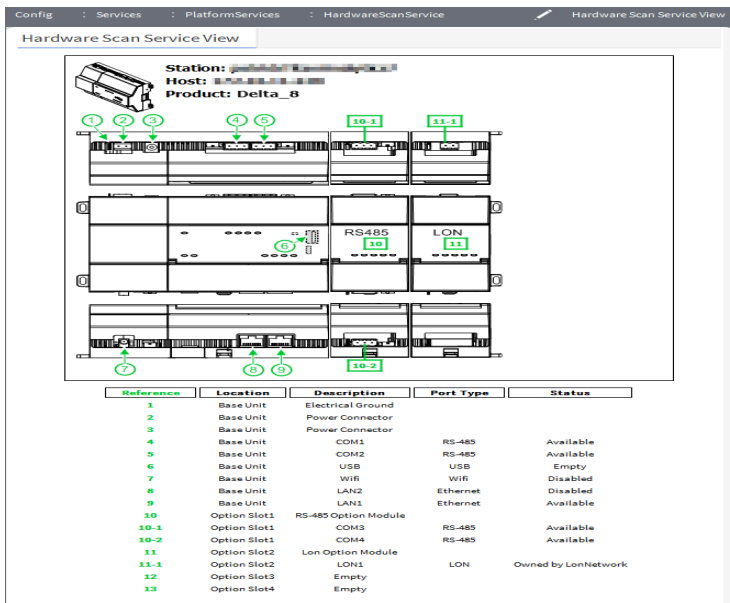 Config : Services : PlatformServices : HardwareScanService Hardware Scan Service View
Hardware Scan Service View
Station:
Host:
Product: Delta_8
1 2 3 4 5 10-1 11-1
RS485 LON
6 10 11
7 8 9 10-2
Reference Location Description Port Type Status
1 Base Unit Electrical Ground
2 Base Unit Power Connector
3 Base Unit Power Connector
4 Base Unit COM1 RS-485 Available
5 Base Unit COM2 RS-485 Available
6 Base Unit USB USB Empty
7 Base Unit Wifi Wifi Disabled
8 Base Unit LAN2 Ethernet Disabled
9 Base Unit LAN1 Ethernet Available
10 Option Slot1 RS-485 Option Module
10-1 Option Slot1 COM3 RS-485 Available
10-2 Option Slot1 COM4 RS-485 Available
11 Option Slot2 Lon Option Module
11-1 Option Slot2 LON1 LON Owned by LonNetwork
12 Option Slot3 Empty
13 Option Slot4 Empty